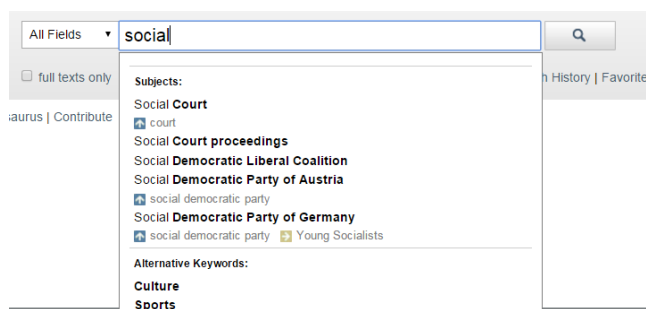 All Fields social
full texts only
h History | Favorite
saurus | Contribute
Subjects:
Social Court
court
Social Court proceedings
Social Democratic Liberal Coalition
Social Democratic Party of Austria
social democratic party
Social Democratic Party of Germany
social democratic party Young Socialists
Alternative Keywords:
Culture
Sports